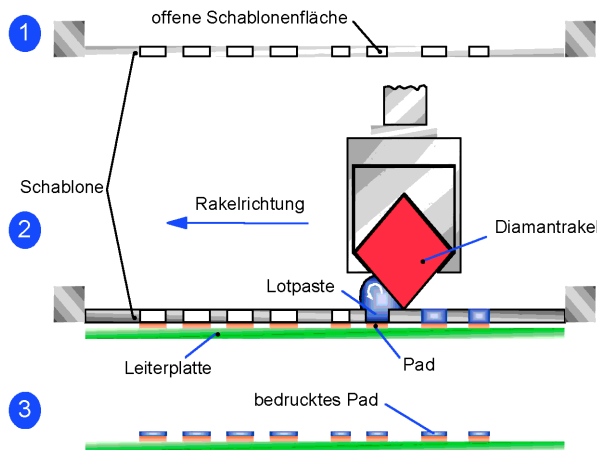 1
offene Schablonenfläche
Schablone
2
Rakelrichtung
Diamantrakel
Lotpaste
Leiterplatte
Pad
3
bedrucktes Pad